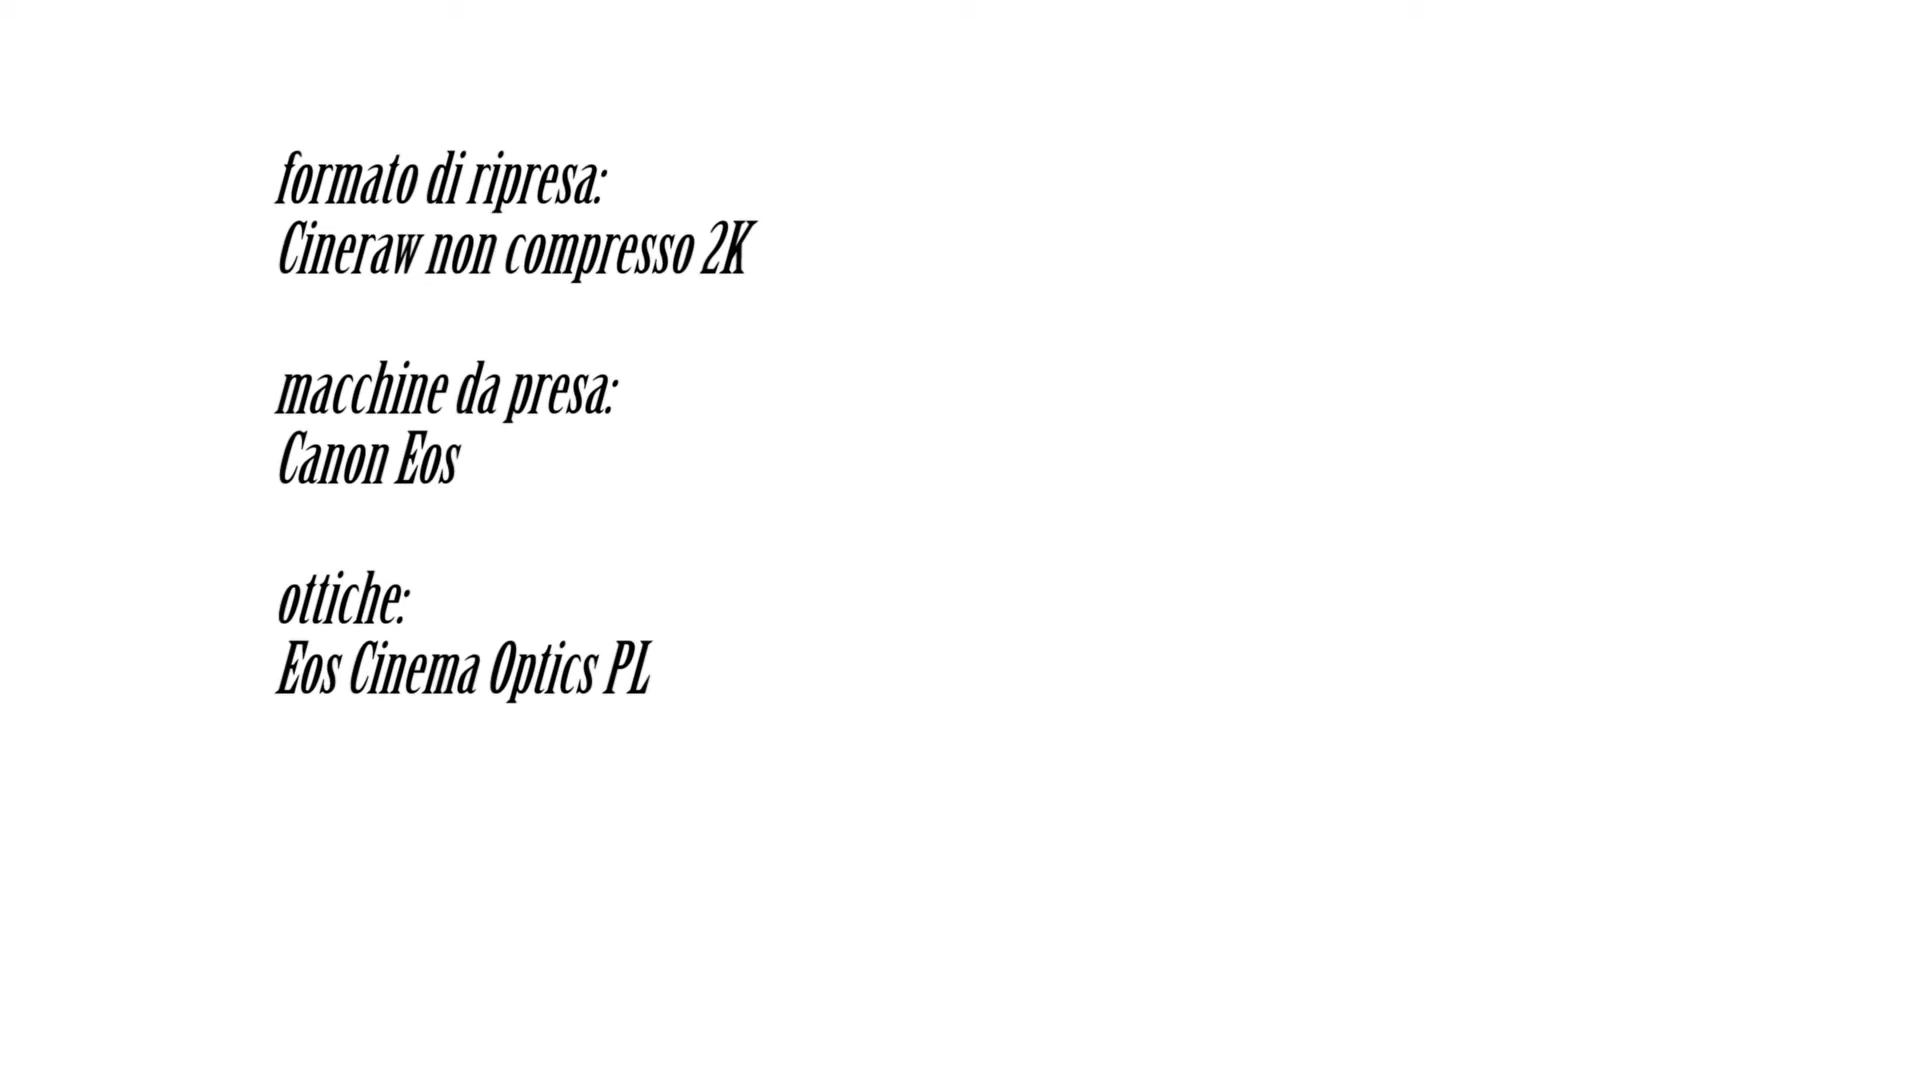 formato di ripresa:
Cineraw non compresso 2K
macchine da presa:
Canon Eos
ottiche:
Eos Cinema Optics PL